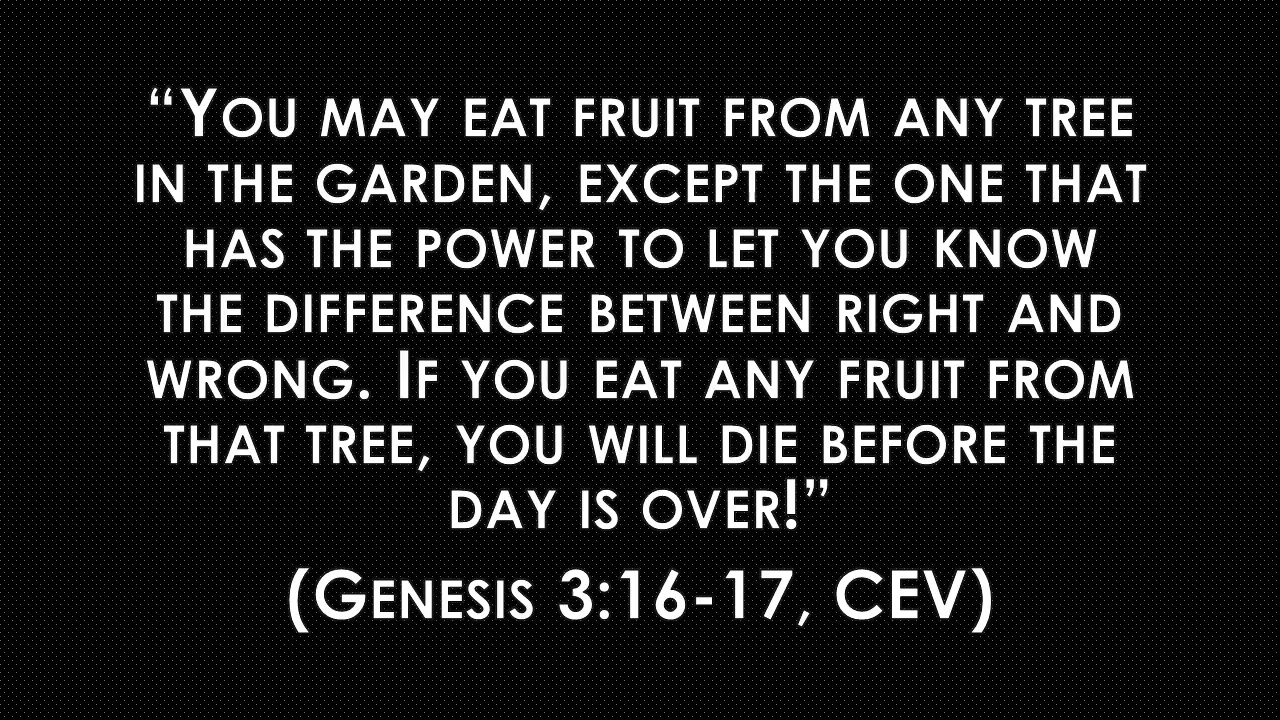 “You may eat fruit from any tree
in the garden, except the one that
has the power to let you know
the difference between right and
wrong. If you eat any fruit from
that tree, you will die before the
day is over!”
(Genesis 3:16-17, CEV)